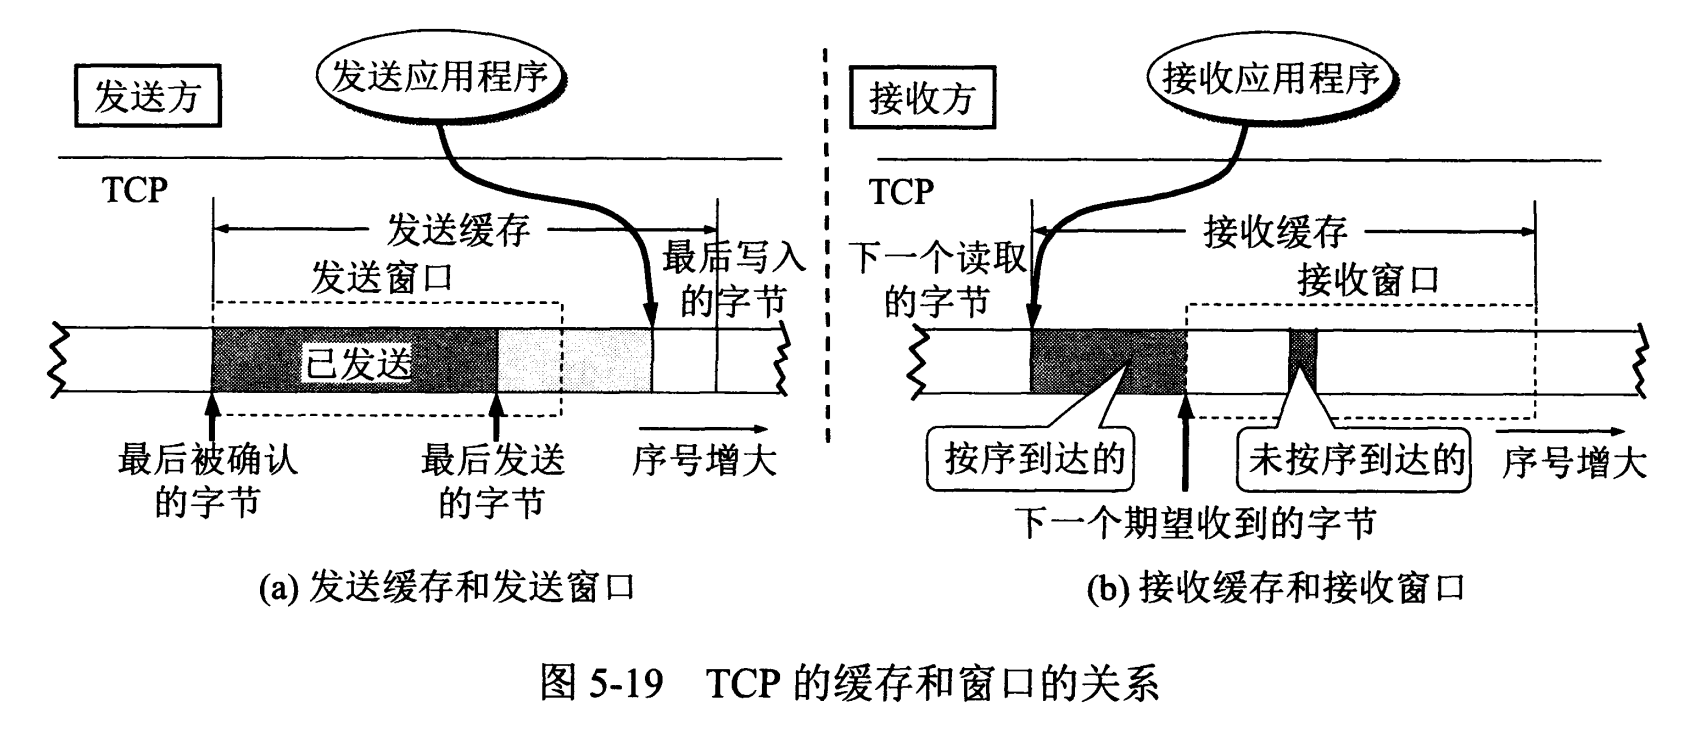 发送方
发送应用程序
TCP
发送缓存
发送窗口
最后写入
的字节
已发送
最后被确认
的字节
最后发送
的字节
序号增大
(a) 发送缓存和发送窗口
接收方
接收应用程序
TCP
接收缓存
下一个读取
的字节
接收窗口
按序到达的
未按序到达的
序号增大
下一个期望收到的字节
(b) 接收缓存和接收窗口
图 5-19 TCP 的缓存和窗口的关系